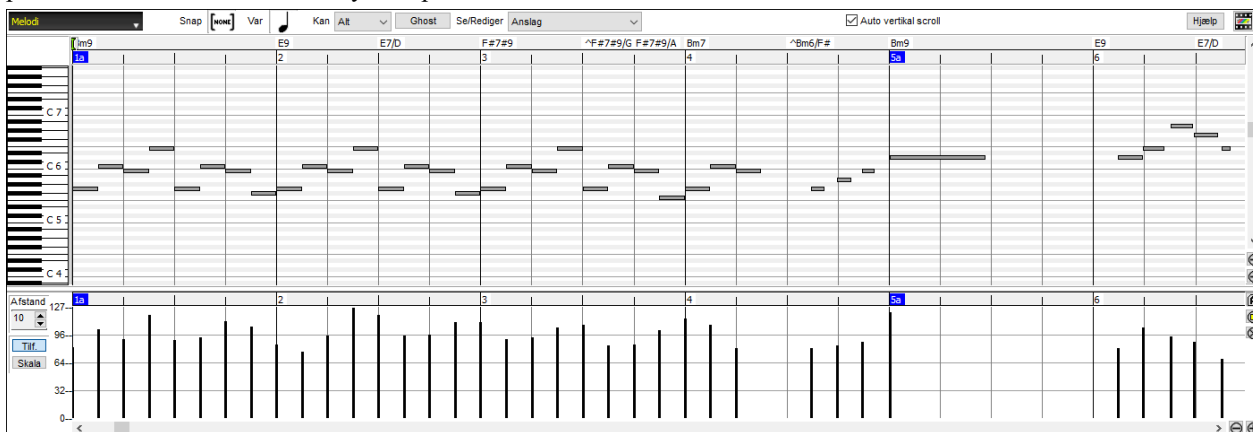 Melodi Snap [NONE] Var Kan Alt Ghost Se/Rediger Anslag Auto vertikal scroll Hjælp
m9 E9 E7/D F#7#9 ^F#7#9/G F#7#9/A Bm7 ^Bm6/F# Bm9 E9 E7/D
1a 2 3 4 5a 6
C 7
C 6
C 5
C 4
Afstand 1a 2 3 4 5a 6
127
10
96
Tilf.
64
Skala
32
0